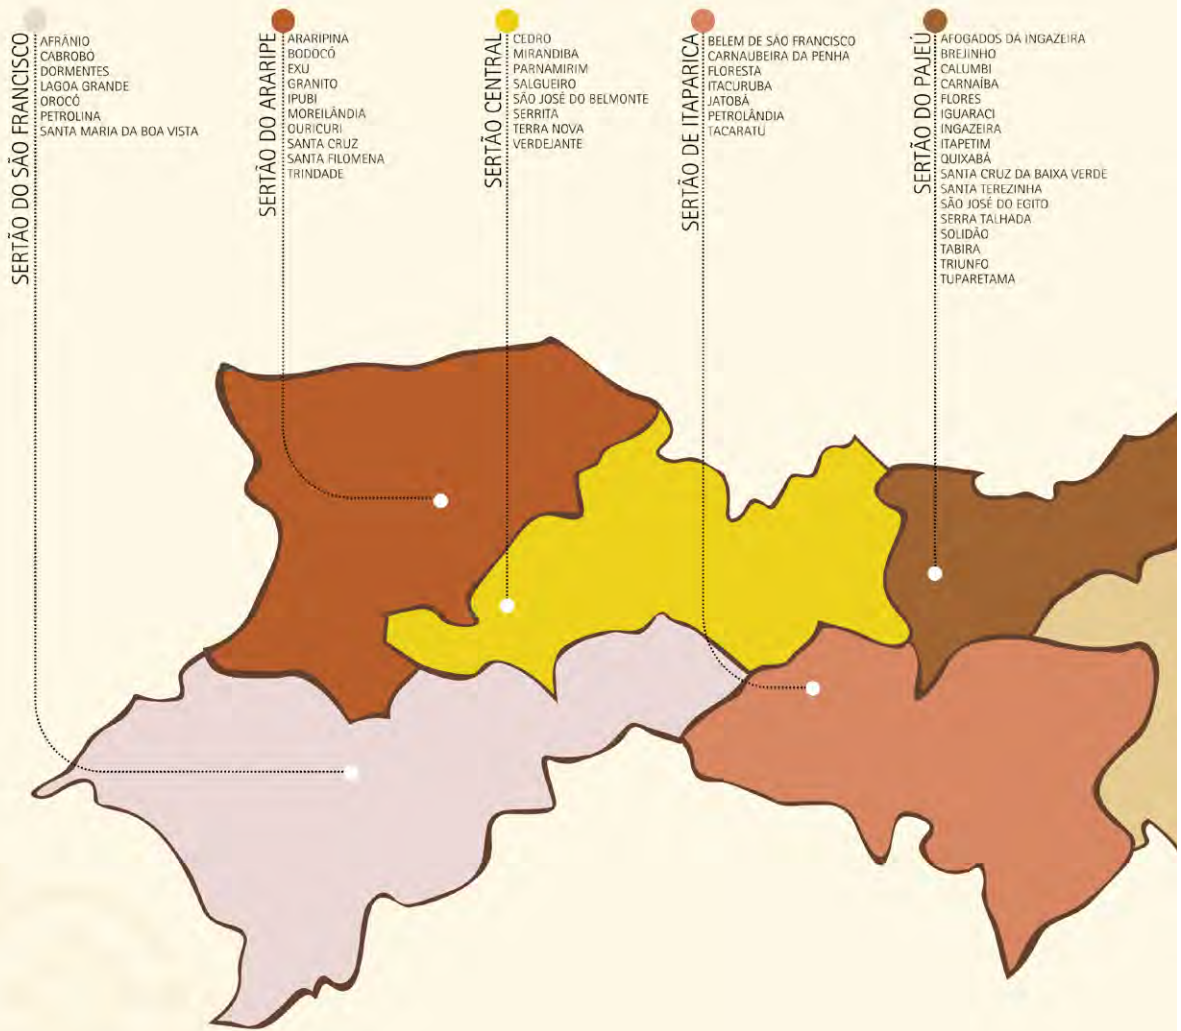 SERTÃO DO SÃO FRANCISCO
AFRÂNIO
CABROBÓ
DORMENTES
LAGOA GRANDE
OROCÓ
PETROLINA
SANTA MARIA DA BOA VISTA
SERTÃO DO ARARIPE
ARARIPINA
BODOCÓ
EXU
GRANITO
IPUBI
MOREILÂNDIA
OURICURI
SANTA CRUZ
SANTA FILOMENA
TRINDADE
SERTÃO CENTRAL
CEDRO
MIRANDIBA
PARNAMIRIM
SALGUEIRO
SÃO JOSÉ DO BELMONTE
SERRITA
TERRA NOVA
VERDEJANTE
SERTÃO DE ITAPARICA
BELEM DE SÃO FRANCISCO
CARNAUBEIRA DA PENHA
FLORESTA
ITACURUBA
JATOBÁ
PETROLÂNDIA
TACARATU
SERTÃO DO PAJEÚ
AFOGADOS DA INGAZEIRA
BREJINHO
CALUMBI
CARNAÍBA
FLORES
IGUARACI
INGAZEIRA
ITAPETIM
QUIXABÁ
SANTA CRUZ DA BAIXA VERDE
SANTA TEREZINHA
SÃO JOSÉ DO EGITO
SERRA TALHADA
SOLIDÃO
TABIRA
TRIUNFO
TUPARETAMA